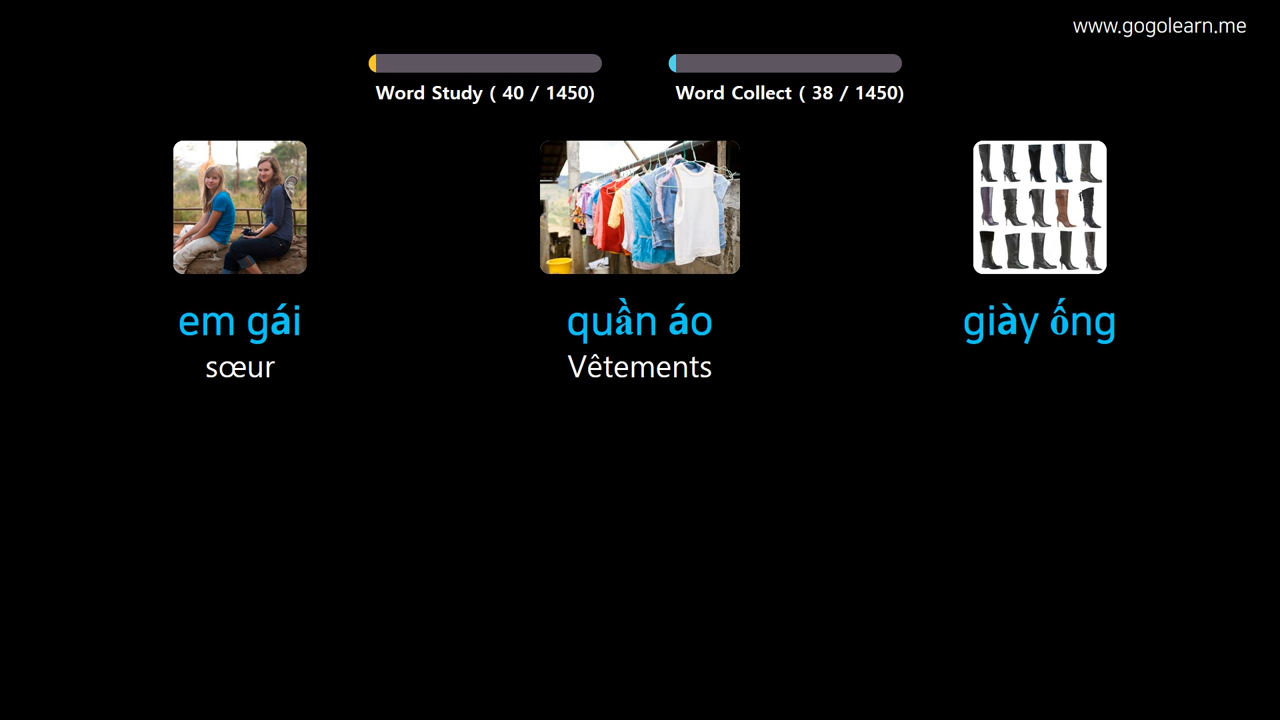 www.gogolearn.me
Word Study ( 40 / 1450)
Word Collect ( 38 / 1450)
em gái
quần áo
giày ống
sœur
Vêtements